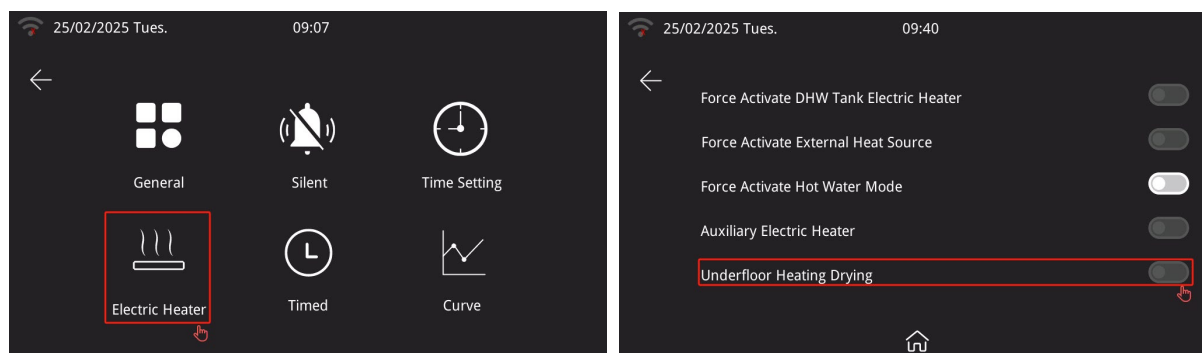 25/02/2025 Tues. 09:07
General Silent Time Setting
Electric Heater Timed Curve
25/02/2025 Tues. 09:40
Force Activate DHW Tank Electric Heater
Force Activate External Heat Source
Force Activate Hot Water Mode
Auxiliary Electric Heater
Underfloor Heating Drying